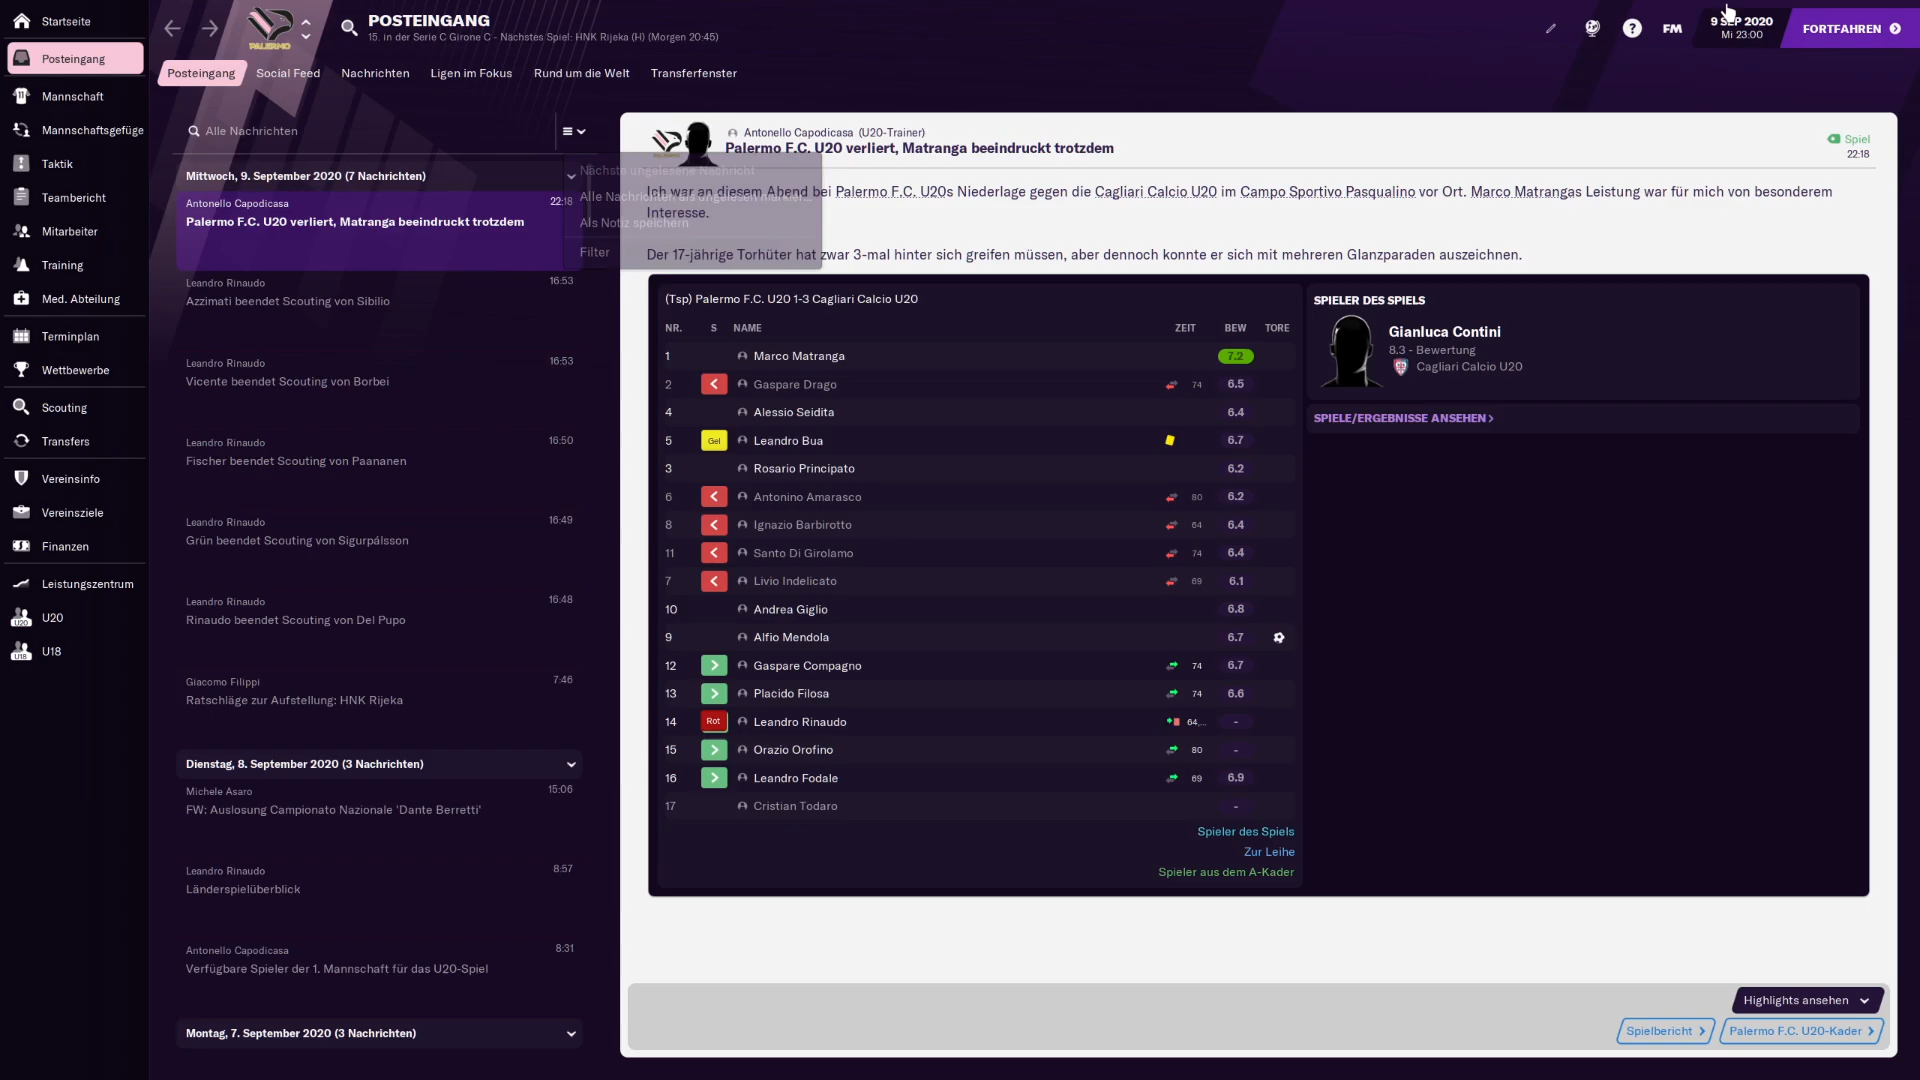 Startseite
Posteingang
Mannschaft
Mannschaftsgefüge
Taktik
Teambericht
Mitarbeiter
Training
Med. Abteilung
Terminplan
Wettbewerbe
Scouting
Transfers
Vereinsinfo
Vereinsziele
Finanzen
Leistungszentrum
U20
U18
PALERMO
POSTEINGANG
15. in der Serie C Girone C - Nächstes Spiel: HNK Rijeka (H) (Morgen 20:45)
FM
9 SEP 2020
Mi 23:00
FORTFAHREN
Posteingang Social Feed Nachrichten Ligen im Fokus Rund um die Welt Transferfenster
Alle Nachrichten
Mittwoch, 9. September 2020 (7 Nachrichten)
Antonello Capodicasa 22:18
Palermo F.C. U20 verliert, Matranga beeindruckt trotzdem
Leandro Rinaudo 16:53
Azzimati beendet Scouting von Sibilio
Leandro Rinaudo 16:53
Vicente beendet Scouting von Borbei
Leandro Rinaudo 16:50
Fischer beendet Scouting von Paananen
Leandro Rinaudo 16:49
Grün beendet Scouting von Sigurpálsson
Leandro Rinaudo 16:48
Rinaudo beendet Scouting von Del Pupo
Giacomo Filippi 7:46
Ratschläge zur Aufstellung: HNK Rijeka
Dienstag, 8. September 2020 (3 Nachrichten)
Michele Asaro 15:06
FW: Auslosung Campionato Nazionale 'Dante Berretti'
Leandro Rinaudo 8:57
Länderspielüberblick
Antonello Capodicasa 8:31
Verfügbare Spieler der 1. Mannschaft für das U20-Spiel
Montag, 7. September 2020 (3 Nachrichten)
Nächste ungelesene Nachricht
Alle Nachrichten als ungelesen markier...
Als Notiz speichern
Filter
Antonello Capodicasa (U20-Trainer)
Palermo F.C. U20 verliert, Matranga beeindruckt trotzdem
Spiel
22:18
Ich war an diesem Abend bei Palermo F.C. U20s Niederlage gegen die Cagliari Calcio U20 im Campo Sportivo Pasqualino vor Ort. Marco Matrangas Leistung war für mich von besonderem
Interesse.
Der 17-jährige Torhüter hat zwar 3-mal hinter sich greifen müssen, aber dennoch konnte er sich mit mehreren Glanzparaden auszeichnen.
(Tsp) Palermo F.C. U20 1-3 Cagliari Calcio U20
NR. S NAME ZEIT BEW TORE
1 Marco Matranga 7.2
2 Gaspare Drago 74 6.5
4 Alessio Seidita 6.4
5 Gel Leandro Bua 6.7
3 Rosario Principato 6.2
6 Antonino Amarasco 80 6.2
8 Ignazio Barbirotto 64 6.4
11 Santo Di Girolamo 74 6.4
7 Livio Indelicato 69 6.1
10 Andrea Giglio 6.8
9 Alfio Mendola 6.7
12 Gaspare Compagno 74 6.7
13 Placido Filosa 74 6.6
14 Rot Leandro Rinaudo 64,... -
15 Orazio Orofino 80 -
16 Leandro Fodale 69 6.9
17 Cristian Todaro -
Spieler des Spiels
Zur Leihe
Spieler aus dem A-Kader
SPIELER DES SPIELS
Gianluca Contini
8.3 - Bewertung
Cagliari Calcio U20
SPIELE/ERGEBNISSE ANSEHEN
Highlights ansehen
Spielbericht
Palermo F.C. U20-Kader